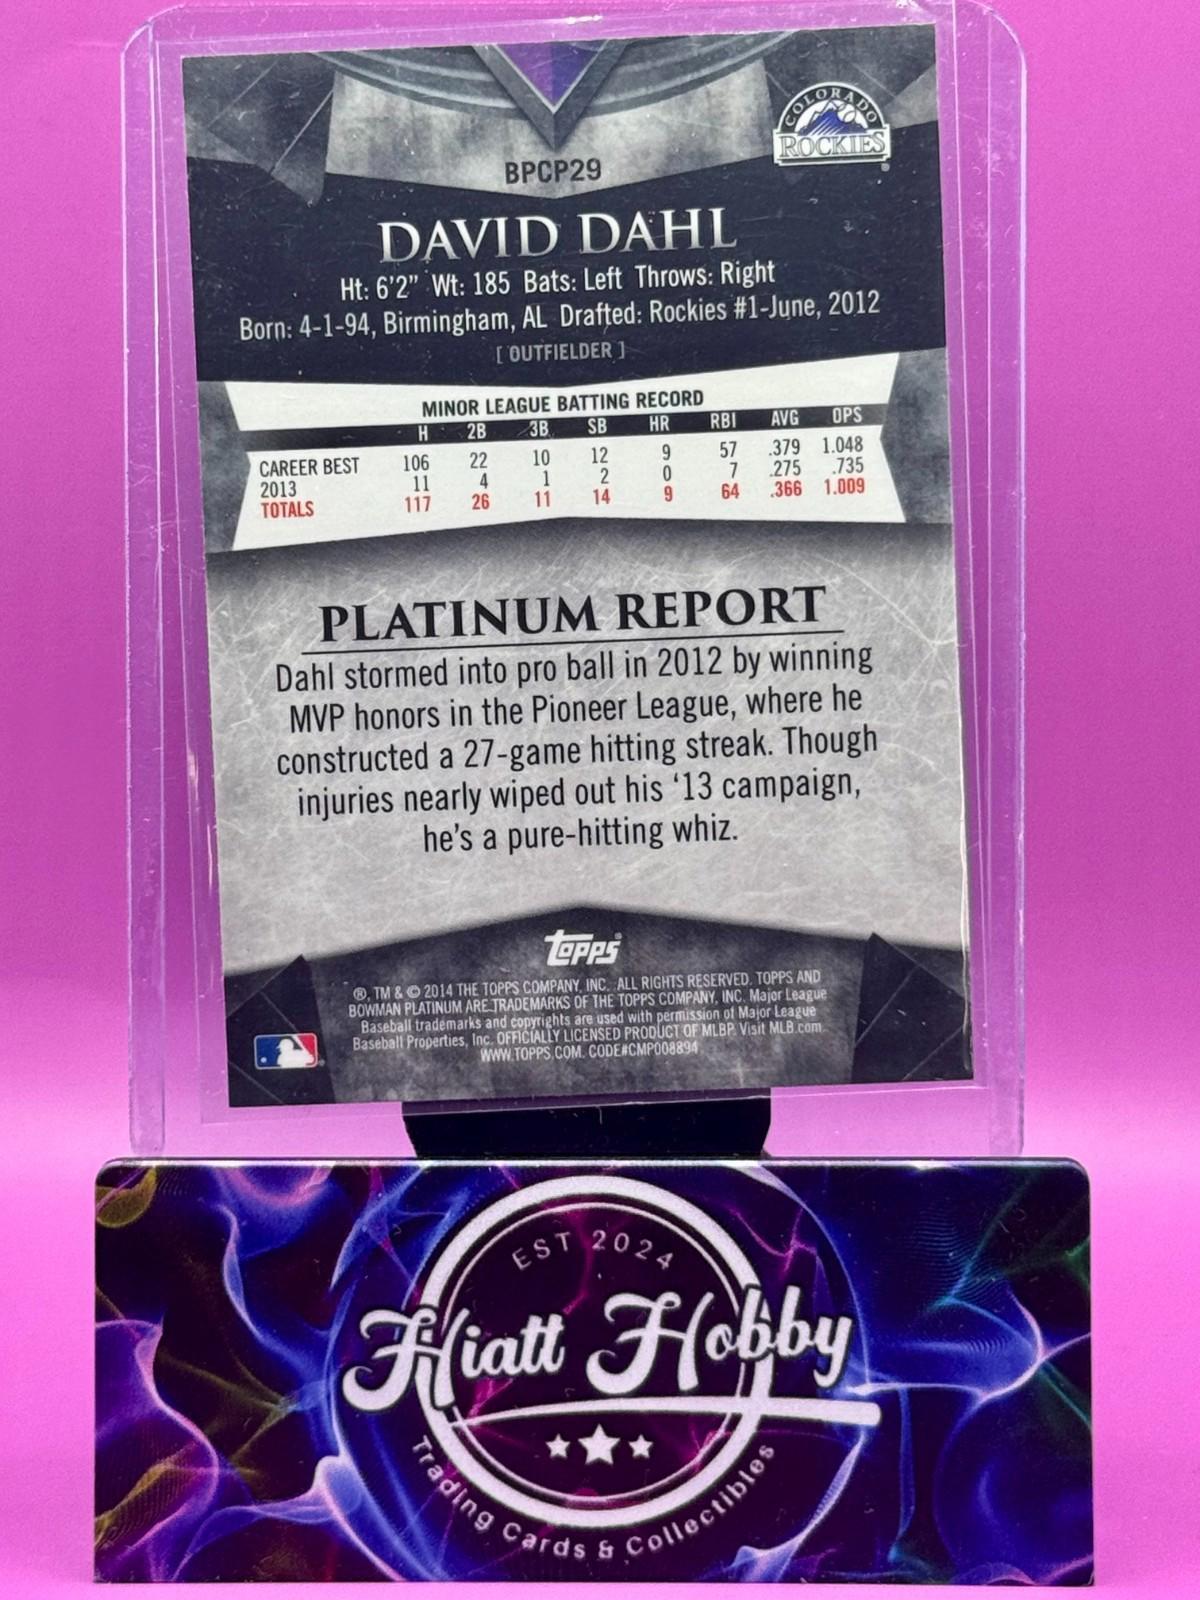 COLORADO
ROCKIES
BPCP29
DAVID DAHL
Ht: 6'2" Wt: 185 Bats: Left Throws: Right
Born: 4-1-94, Birmingham, AL Drafted: Rockies #1-June, 2012
[ OUTFIELDER ]
MINOR LEAGUE BATTING RECORD
H 2B 3B SB HR RBI AVG OPS
CAREER BEST 106 22 10 12 9 57 .379 1.048
2013 11 4 1 2 0 7 .275 .735
TOTALS 117 26 11 14 9 64 .366 1.009
PLATINUM REPORT
Dahl stormed into pro ball in 2012 by winning
MVP honors in the Pioneer League, where he
constructed a 27-game hitting streak. Though
injuries nearly wiped out his '13 campaign,
he's a pure-hitting whiz.
Topps®
®, TM & © 2014 THE TOPPS COMPANY, INC. ALL RIGHTS RESERVED. TOPPS AND
BOWMAN PLATINUM ARE TRADEMARKS OF THE TOPPS COMPANY, INC. Major League
Baseball trademarks and copyrights are used with permission of Major League
Baseball Properties, Inc. OFFICIALLY LICENSED PRODUCT OF MLBP. Visit MLB.com
WWW.TOPPS.COM. CODE#CMP008894
EST 2024
Hiatt Hobby
Trading Cards & Collectibles